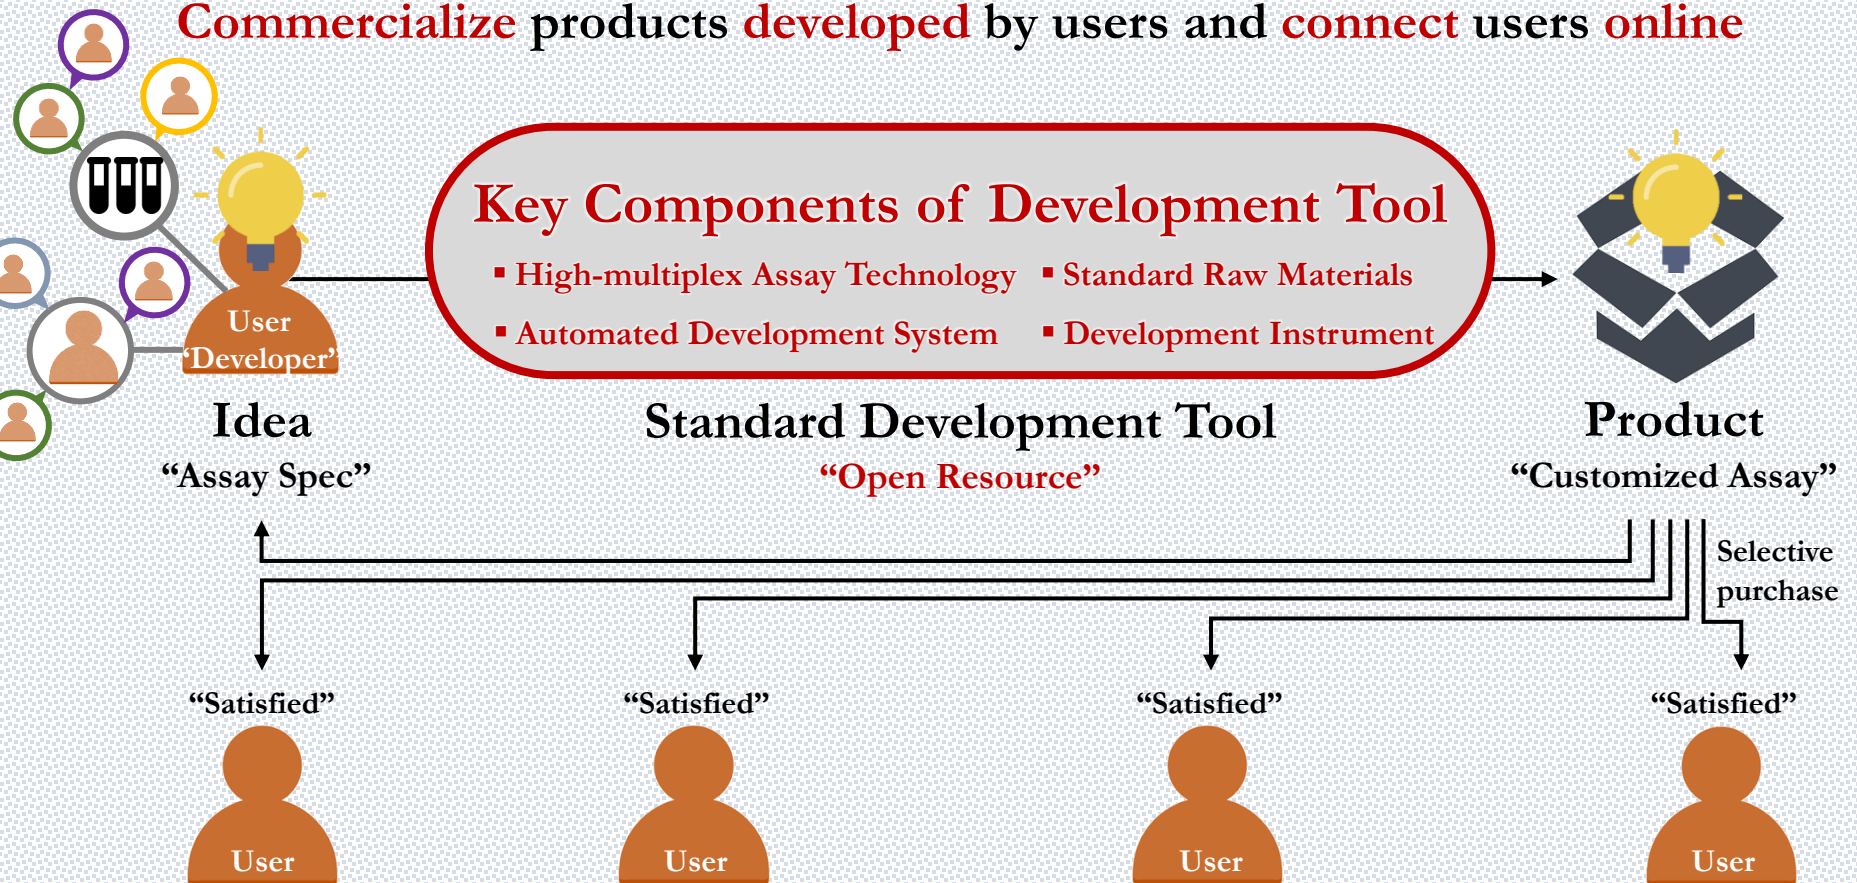 Commercialize products developed by users and connect users online
Key Components of Development Tool
▪ High-multiplex Assay Technology ▪ Standard Raw Materials
▪ Automated Development System ▪ Development Instrument
User
“Developer”
Idea
“Assay Spec”
Standard Development Tool
“Open Resource”
Product
“Customized Assay”
Selective
purchase
“Satisfied” “Satisfied” “Satisfied” “Satisfied”
User User User User